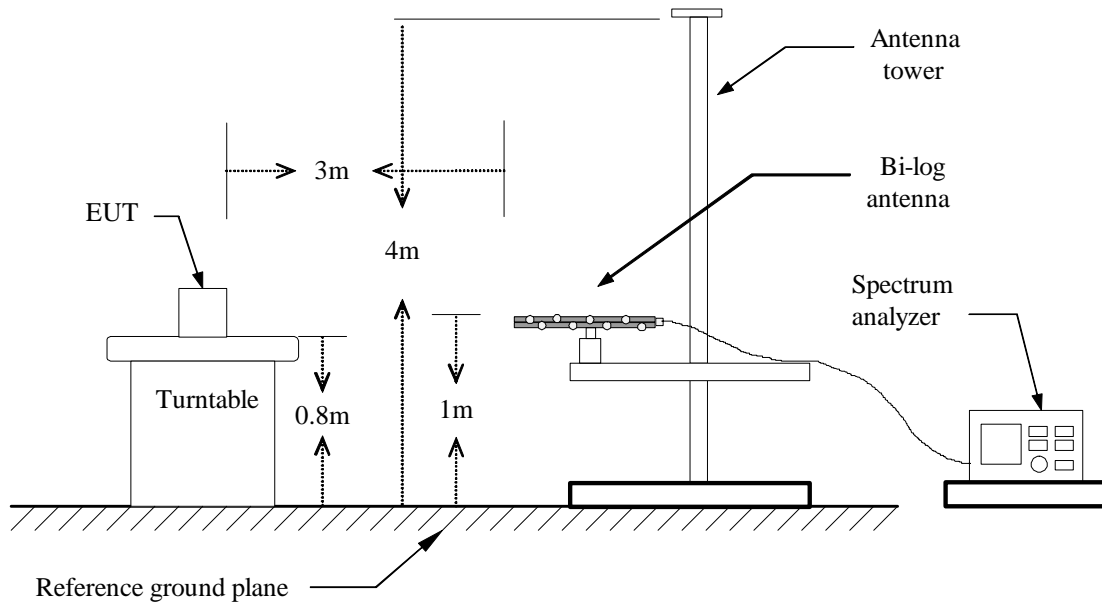 Antenna
tower
3m
Bi-log
antenna
EUT
4m
Spectrum
analyzer
Turntable
0.8m
1m
Reference ground plane